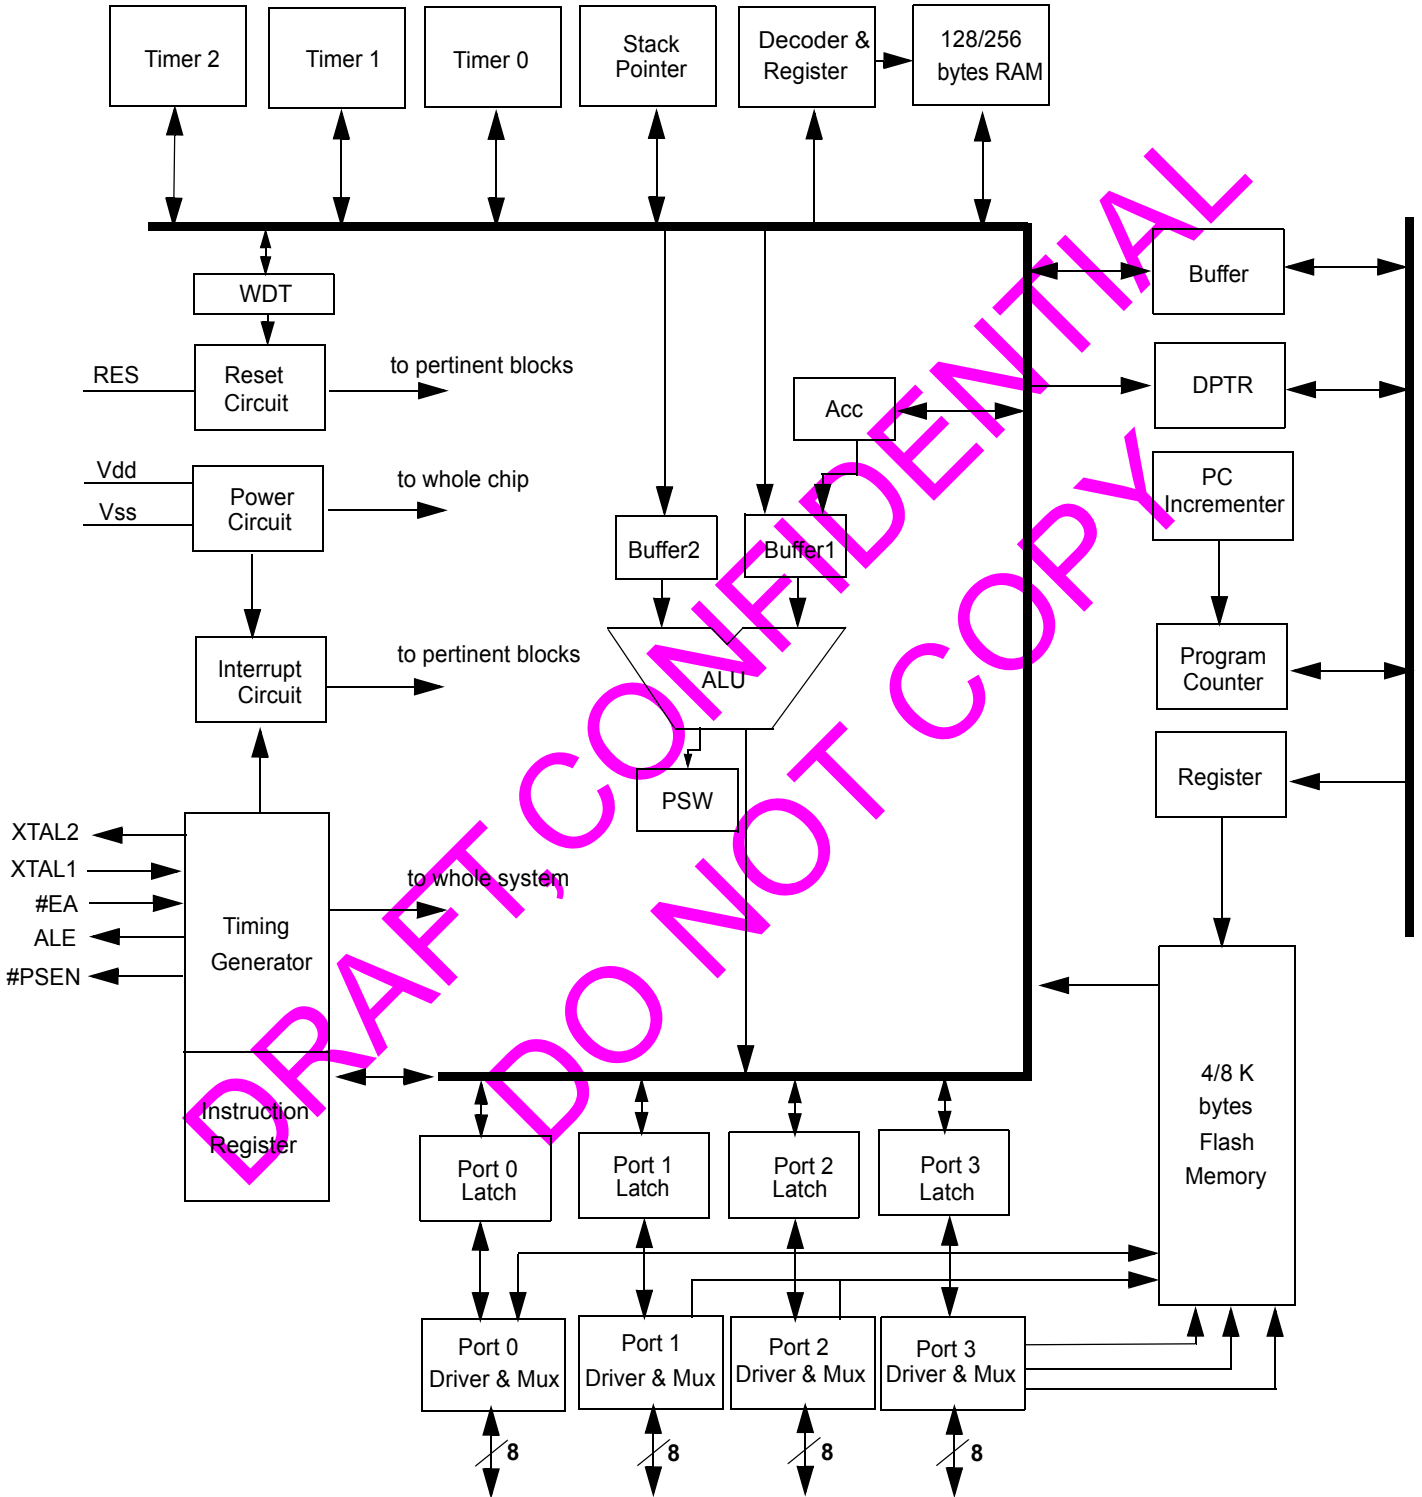 Timer 2
Timer 1
Timer 0
Stack
Pointer
Decoder &
Register
128/256
bytes RAM
WDT
RES
Reset
Circuit
to pertinent blocks
Buffer
DPTR
Acc
Vdd
Vss
Power
Circuit
to whole chip
PC
Incrementer
Buffer2
Buffer1
Interrupt
Circuit
to pertinent blocks
ALU
Program
Counter
PSW
Register
XTAL2
XTAL1
#EA
ALE
#PSEN
Timing
Generator
to whole system
Instruction
Register
4/8 K
bytes
Flash
Memory
Port 0
Latch
Port 1
Latch
Port 2
Latch
Port 3
Latch
Port 0
Driver & Mux
Port 1
Driver & Mux
Port 2
Driver & Mux
Port 3
Driver & Mux
8
8
8
8
DRAFT, CONFIDENTIAL
DO NOT COPY